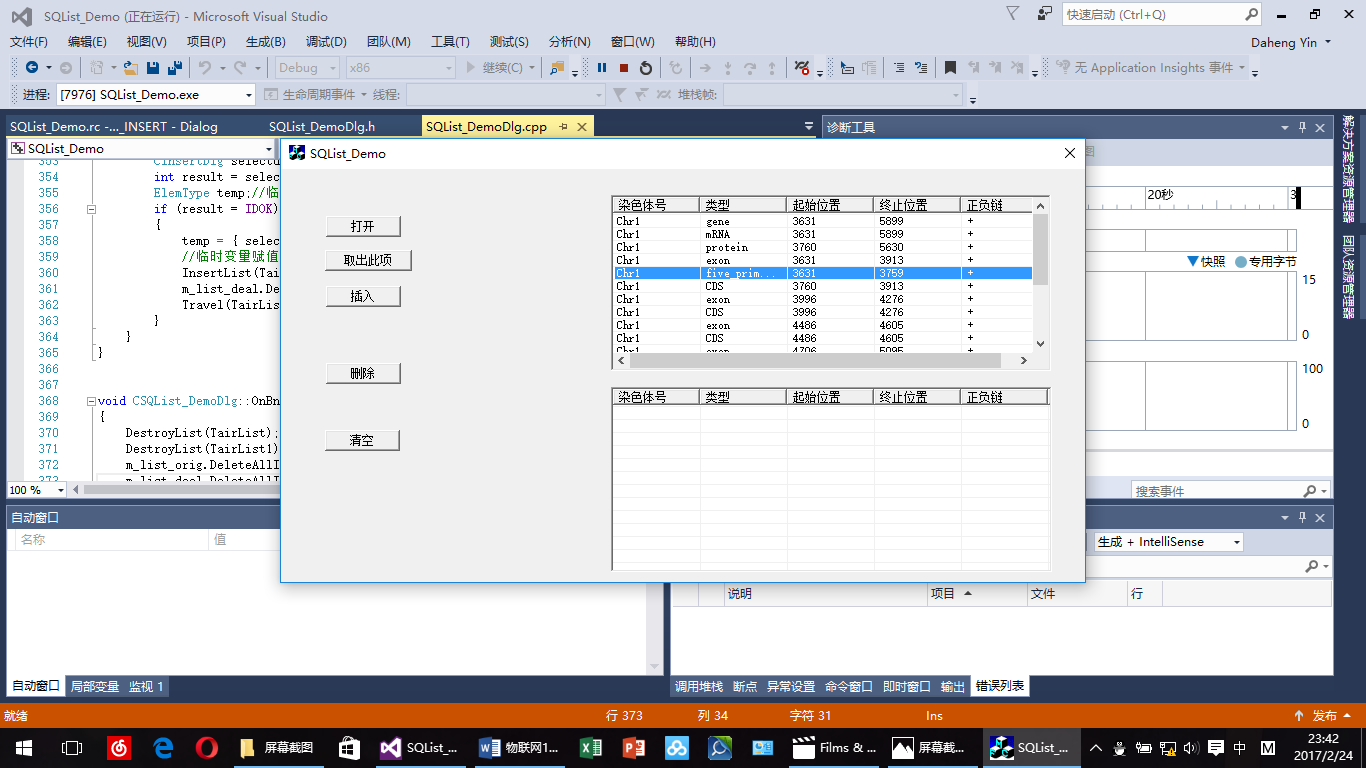 SQList_Demo (正在运行) - Microsoft Visual Studio
快速启动 (Ctrl+Q)
文件(F) 编辑(E) 视图(V) 项目(P) 生成(B) 调试(D) 团队(M) 工具(T) 测试(S) 分析(N) 窗口(W) 帮助(H)
Daheng Yin
Debug x86 继续(C) 无 Application Insights 事件
进程: [7976] SQList_Demo.exe 生命周期事件 线程: 堆栈帧:
SQList_Demo.rc -..._INSERT - Dialog SQList_DemoDlg.h SQList_DemoDlg.cpp
诊断工具
SQList_Demo
353 CInsertDlg
354 int result = selec
355 ElemType temp;//临
356 if (result = IDOK)
357 {
358 temp = { selec
359 //临时变量赋值
360 InsertList(Tai
361 m_list_deal.De
362 Travel(TairLis
363 }
364 }
365 }
366
367
368 void CSQList_DemoDlg::OnBn
369 {
370 DestroyList(TairList);
371 DestroyList(TairList1)
372 m_list_orig.DeleteAllI
373 m_list_deal.DeleteAllI
100 %
SQList_Demo
打开
取出此项
插入
删除
清空
染色体号 类型 起始位置 终止位置 正负链
Chr1 gene 3631 5899 +
Chr1 mRNA 3631 5899 +
Chr1 protein 3760 5630 +
Chr1 exon 3631 3913 +
Chr1 five_prim... 3631 3759 +
Chr1 CDS 3760 3913 +
Chr1 exon 3996 4276 +
Chr1 CDS 3996 4276 +
Chr1 exon 4486 4605 +
Chr1 CDS 4486 4605 +
Chr1 exon 4706 5095 +
染色体号 类型 起始位置 终止位置 正负链
图
20秒 3
快照 专用字节
15
0
100
0
搜索事件
解决方案资源管理器
团队资源管理器
自动窗口
名称 值
生成 + IntelliSense
说明 项目 文件 行
自动窗口 局部变量 监视 1
调用堆栈 断点 异常设置 命令窗口 即时窗口 输出 错误列表
就绪 行 373 列 34 字符 31 Ins 发布
屏幕截图 SQList_... 物联网1... Films & ... 屏幕截... SQList_...
中 M
23:42
2017/2/24